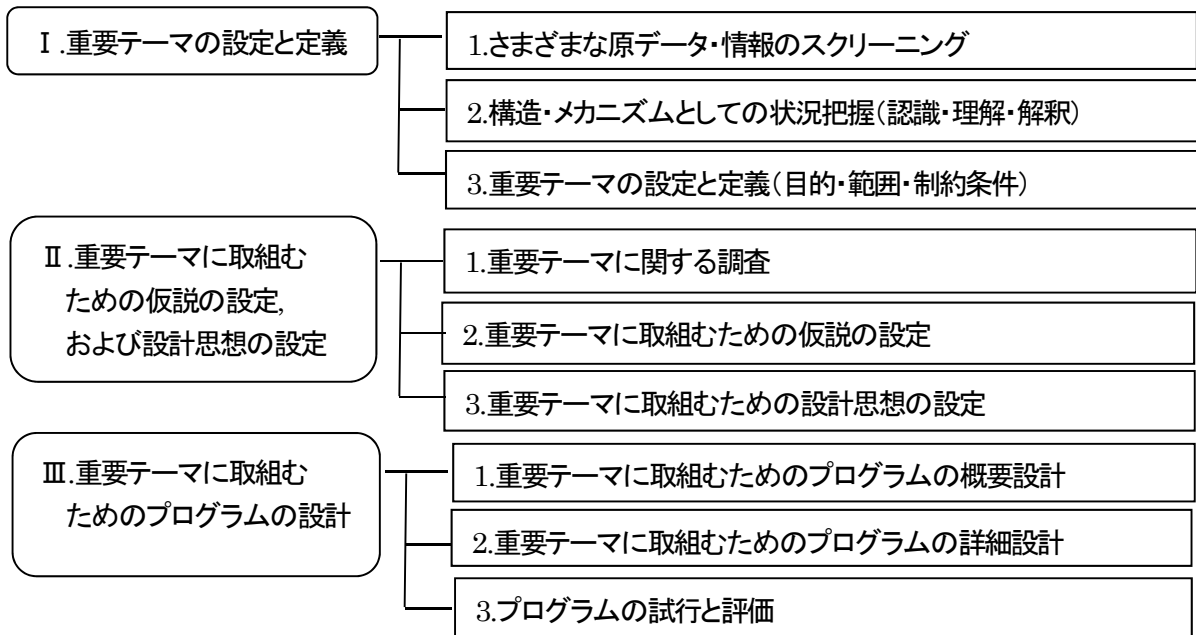 Ⅰ.重要テーマの設定と定義
1.さまざまな原データ・情報のスクリーニング
2.構造・メカニズムとしての状況把握(認識・理解・解釈)
3.重要テーマの設定と定義(目的・範囲・制約条件)
Ⅱ.重要テーマに取組む
ための仮説の設定,
および設計思想の設定
1.重要テーマに関する調査
2.重要テーマに取組むための仮説の設定
3.重要テーマに取組むための設計思想の設定
Ⅲ.重要テーマに取組む
ためのプログラムの設計
1.重要テーマに取組むためのプログラムの概要設計
2.重要テーマに取組むためのプログラムの詳細設計
3.プログラムの試行と評価